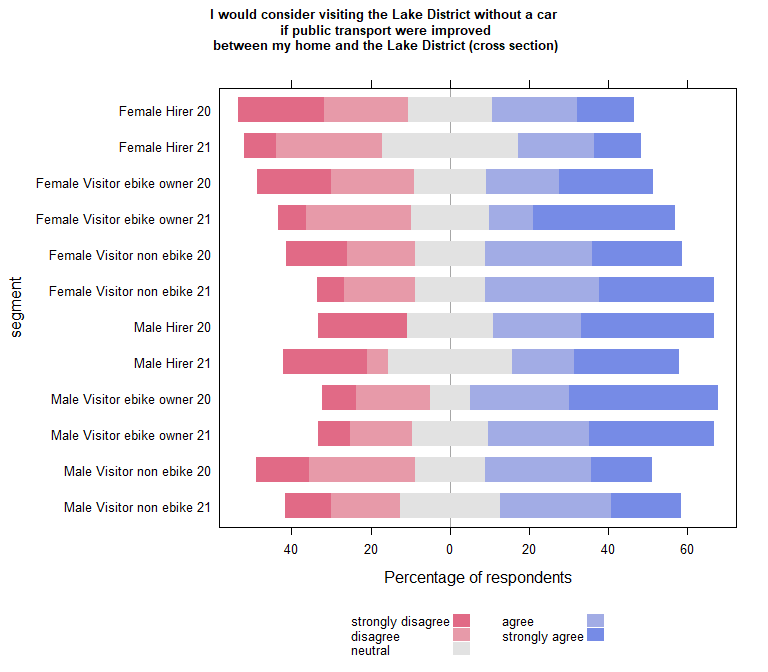 I would consider visiting the Lake District without a car
if public transport were improved
between my home and the Lake District (cross section)
Female Hirer 20
Female Hirer 21
Female Visitor ebike owner 20
Female Visitor ebike owner 21
Female Visitor non ebike 20
Female Visitor non ebike 21
Male Hirer 20
Male Hirer 21
Male Visitor ebike owner 20
Male Visitor ebike owner 21
Male Visitor non ebike 20
Male Visitor non ebike 21
segment
40 20 0 20 40 60
Percentage of respondents
strongly disagree
disagree
neutral
agree
strongly agree